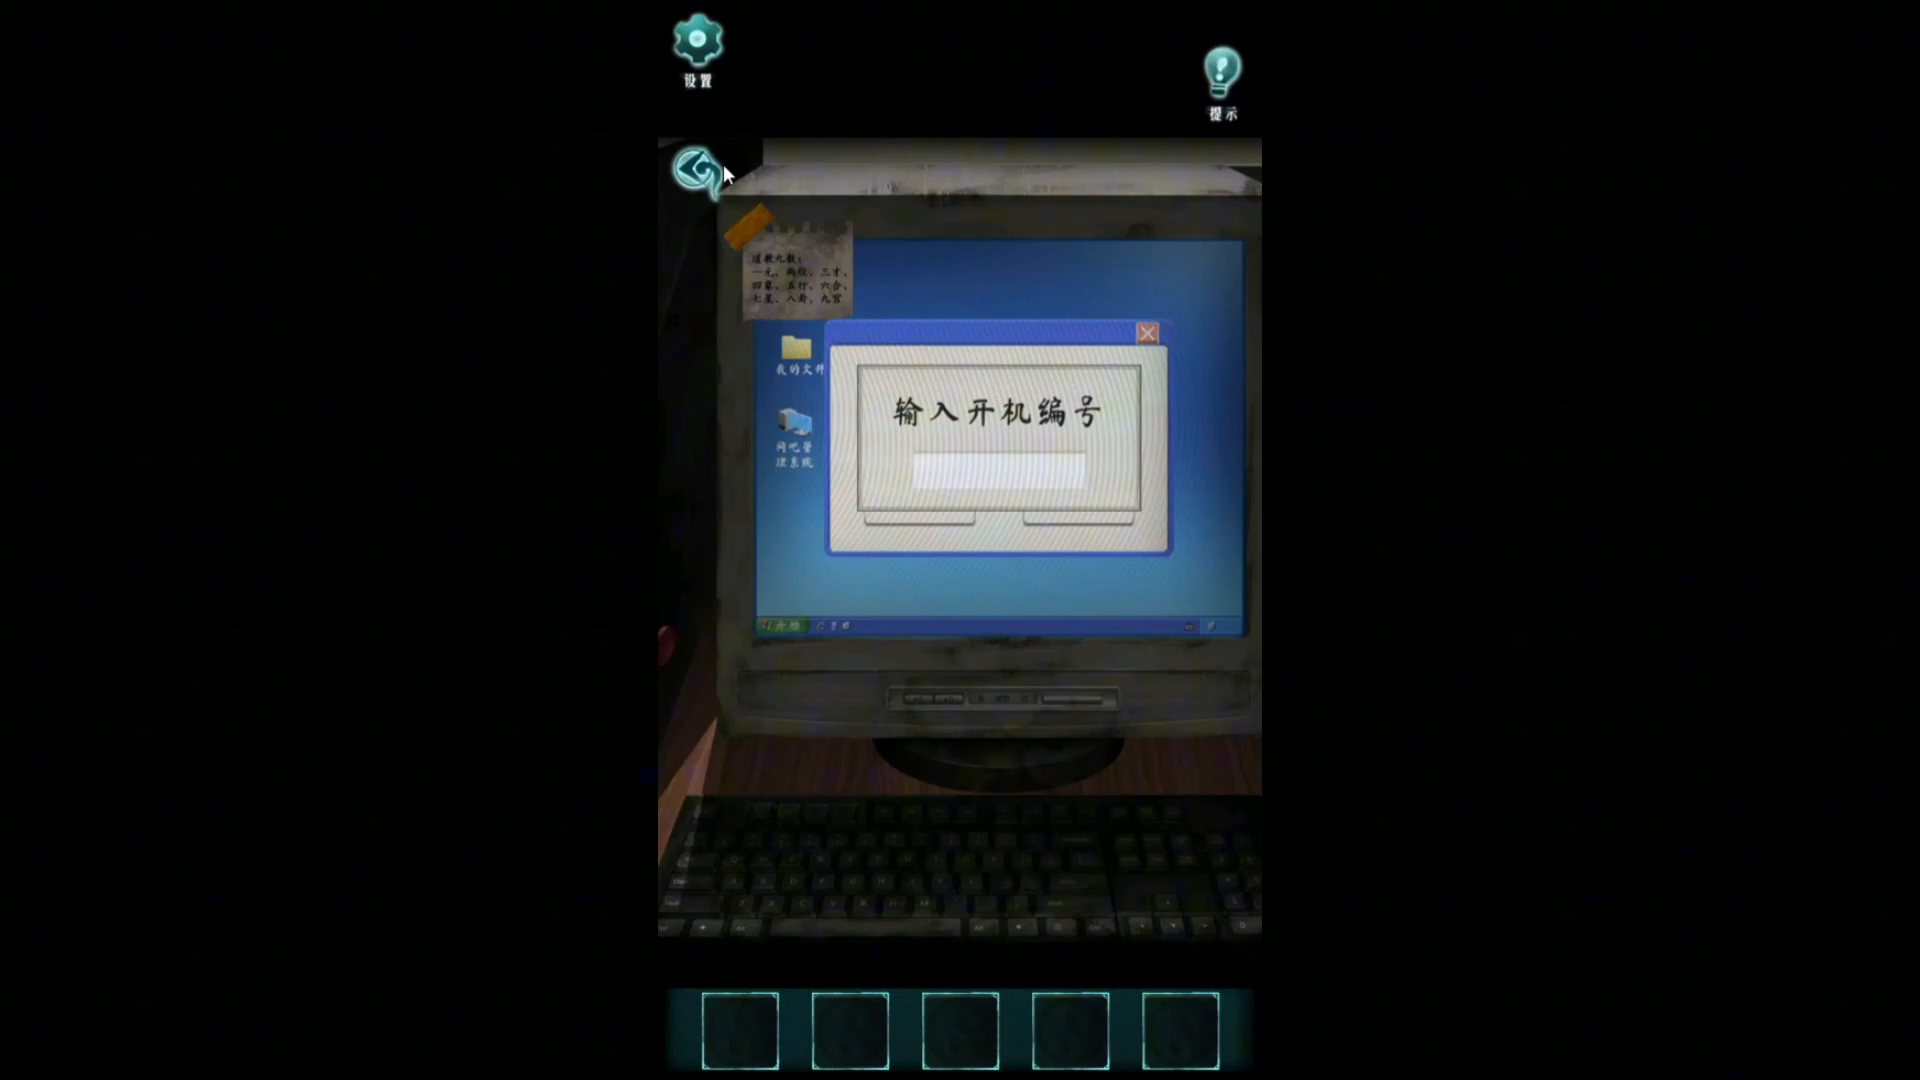 设置
提示
道教九数：
一元、两仪、三才、
四象、五行、六合、
七星、八卦、九宫
我的文件
网吧管
理系统
输入开机编号
开始